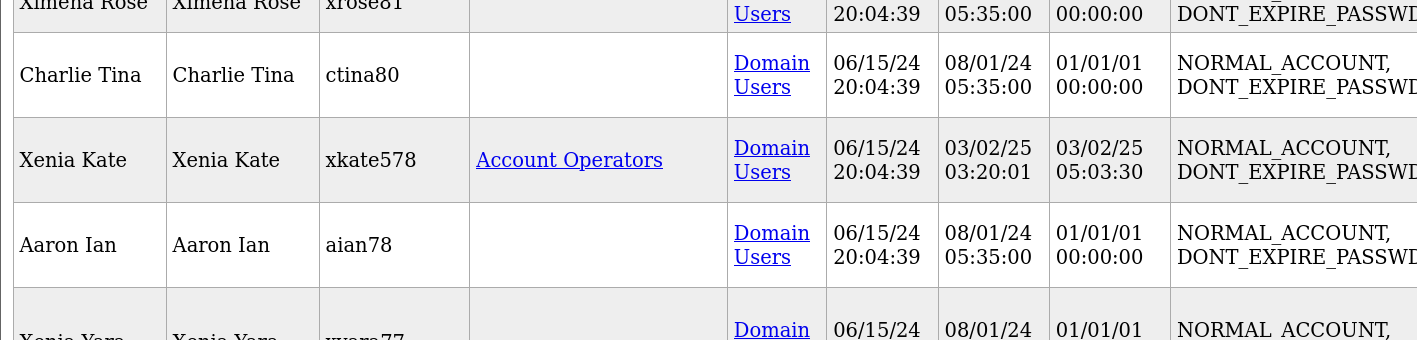 Ximena Rose Ximena Rose xrose81 Users 20:04:39 05:35:00 00:00:00 DONT_EXPIRE_PASSWD
Charlie Tina Charlie Tina ctina80 Domain Users 06/15/24 20:04:39 08/01/24 05:35:00 01/01/01 00:00:00 NORMAL_ACCOUNT, DONT_EXPIRE_PASSWD
Xenia Kate Xenia Kate xkate578 Account Operators Domain Users 06/15/24 20:04:39 03/02/25 03:20:01 03/02/25 05:03:30 NORMAL_ACCOUNT, DONT_EXPIRE_PASSWD
Aaron Ian Aaron Ian aian78 Domain Users 06/15/24 20:04:39 08/01/24 05:35:00 01/01/01 00:00:00 NORMAL_ACCOUNT, DONT_EXPIRE_PASSWD
Xenia Yara Xenia Yara xyara77 Domain 06/15/24 08/01/24 01/01/01 NORMAL_ACCOUNT,